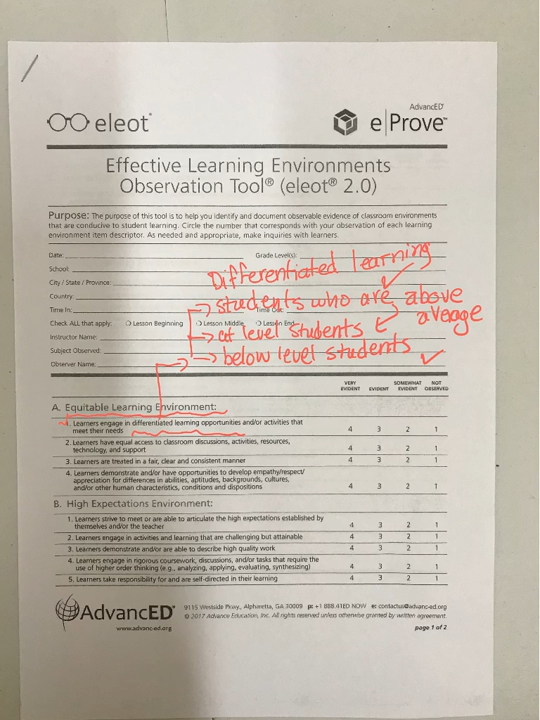 AdvancED
eleot®
e|Prove™
Effective Learning Environments
Observation Tool® (eleot® 2.0)
Purpose: The purpose of this tool is to help you identify and document observable evidence of classroom environments
that are conducive to student learning. Circle the number that corresponds with your observation of each learning
environment item descriptor. As needed and appropriate, make inquiries with learners.
Date:
Grade Level(s):
School:
City / State / Province:
Differentiated learning
Country:
students who are above average
Time In:
Time Out:
Check ALL that apply: Lesson Beginning Lesson Middle Lesson End
at level students
Instructor Name:
below level students
Subject Observed:
Observer Name:
VERY EVIDENT EVIDENT SOMEWHAT EVIDENT NOT OBSERVED
A. Equitable Learning Environment:
1. Learners engage in differentiated learning opportunities and/or activities that
meet their needs 4 3 2 1
2. Learners have equal access to classroom discussions, activities, resources,
technology, and support 4 3 2 1
3. Learners are treated in a fair, clear and consistent manner 4 3 2 1
4. Learners demonstrate and/or have opportunities to develop empathy/respect/
appreciation for differences in abilities, aptitudes, backgrounds, cultures,
and/or other human characteristics, conditions and dispositions 4 3 2 1
B. High Expectations Environment:
1. Learners strive to meet or are able to articulate the high expectations established by
themselves and/or the teacher 4 3 2 1
2. Learners engage in activities and learning that are challenging but attainable 4 3 2 1
3. Learners demonstrate and/or are able to describe high quality work 4 3 2 1
4. Learners engage in rigorous coursework, discussions, and/or tasks that require the
use of higher order thinking (e.g., analyzing, applying, evaluating, synthesizing) 4 3 2 1
5. Learners take responsibility for and are self-directed in their learning 4 3 2 1
AdvancED®
www.advanc-ed.org
9115 Westside Pkwy., Alpharetta, GA 30009 p: +1 888.41ED NOW e: contactus@advanc-ed.org
© 2017 Advance Education, Inc. All rights reserved unless otherwise granted by written agreement.
page 1 of 2